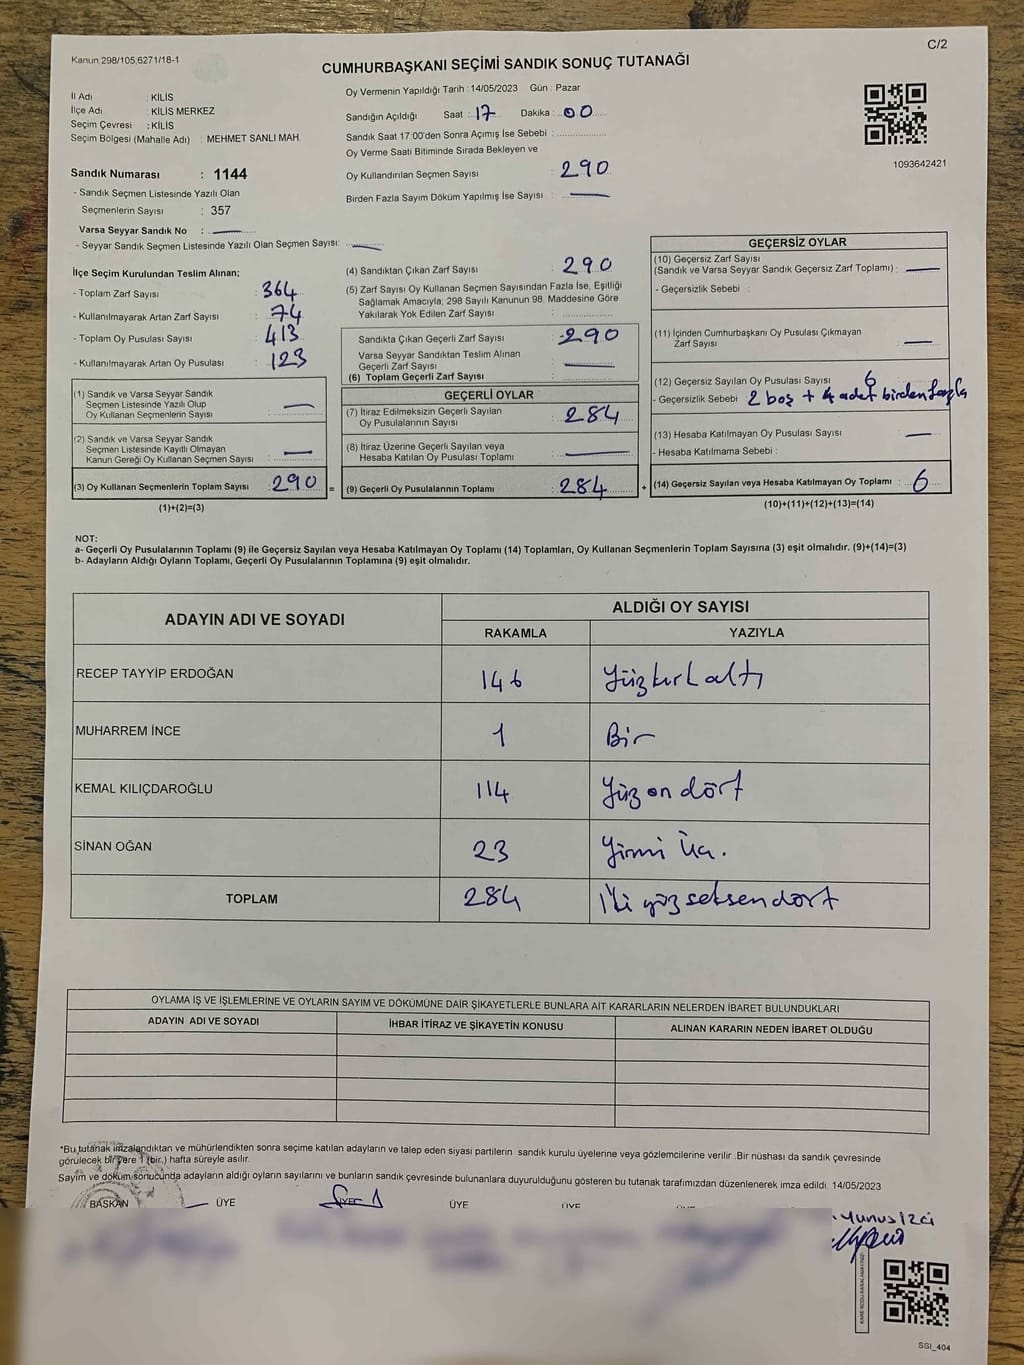 Kanun 298/105;6271/18-1
C/2
CUMHURBAŞKANI SEÇİMİ SANDIK SONUÇ TUTANAĞI
İl Adı : KİLİS
İlçe Adı : KİLİS MERKEZ
Seçim Çevresi : KİLİS
Seçim Bölgesi (Mahalle Adı) : MEHMET SANLI MAH.
Oy Vermenin Yapıldığı Tarih : 14/05/2023 Gün : Pazar
Sandığın Açıldığı Saat : 17 Dakika : 00
Sandık Saat 17:00'den Sonra Açılmış İse Sebebi :
Oy Verme Saati Bitiminde Sırada Bekleyen ve
Oy Kullandırılan Seçmen Sayısı : 290
Birden Fazla Sayım Döküm Yapılmış İse Sayısı : —
1093642421
Sandık Numarası : 1144
- Sandık Seçmen Listesinde Yazılı Olan
Seçmenlerin Sayısı : 357
Varsa Seyyar Sandık No : —
- Seyyar Sandık Seçmen Listesinde Yazılı Olan Seçmen Sayısı: —
İlçe Seçim Kurulundan Teslim Alınan;
- Toplam Zarf Sayısı : 364
- Kullanılmayarak Artan Zarf Sayısı : 74
- Toplam Oy Pusulası Sayısı : 413
- Kullanılmayarak Artan Oy Pusulası : 123
(1) Sandık ve Varsa Seyyar Sandık
Seçmen Listesinde Yazılı Olup
Oy Kullanan Seçmenlerin Sayısı : —
(2) Sandık ve Varsa Seyyar Sandık
Seçmen Listesinde Kayıtlı Olmayan
Kanun Gereği Oy Kullanan Seçmen Sayısı : —
(3) Oy Kullanan Seçmenlerin Toplam Sayısı : 290 =
(1)+(2)=(3)
(4) Sandıktan Çıkan Zarf Sayısı : 290
(5) Zarf Sayısı Oy Kullanan Seçmen Sayısından Fazla İse, Eşitliği
Sağlamak Amacıyla; 298 Sayılı Kanunun 98. Maddesine Göre
Yakılarak Yok Edilen Zarf Sayısı :
Sandıkta Çıkan Geçerli Zarf Sayısı : 290
Varsa Seyyar Sandıktan Teslim Alınan
Geçerli Zarf Sayısı : —
(6) Toplam Geçerli Zarf Sayısı :
GEÇERLİ OYLAR
(7) İtiraz Edilmeksizin Geçerli Sayılan
Oy Pusulalarının Sayısı : 284
(8) İtiraz Üzerine Geçerli Sayılan veya
Hesaba Katılan Oy Pusulası Toplamı : —
(9) Geçerli Oy Pusulalarının Toplamı : 284 +
GEÇERSİZ OYLAR
(10) Geçersiz Zarf Sayısı
(Sandık ve Varsa Seyyar Sandık Geçersiz Zarf Toplamı) : —
- Geçersizlik Sebebi :
(11) İçinden Cumhurbaşkanı Oy Pusulası Çıkmayan
Zarf Sayısı : —
(12) Geçersiz Sayılan Oy Pusulası Sayısı : 6
- Geçersizlik Sebebi 2 boş + 4 adet birden fazla
(13) Hesaba Katılmayan Oy Pusulası Sayısı : —
- Hesaba Katılmama Sebebi :
(14) Geçersiz Sayılan veya Hesaba Katılmayan Oy Toplamı : 6
(10)+(11)+(12)+(13)=(14)
NOT:
a- Geçerli Oy Pusulalarının Toplamı (9) ile Geçersiz Sayılan veya Hesaba Katılmayan Oy Toplamı (14) Toplamları, Oy Kullanan Seçmenlerin Toplam Sayısına (3) eşit olmalıdır. (9)+(14)=(3)
b- Adayların Aldığı Oyların Toplamı, Geçerli Oy Pusulalarının Toplamına (9) eşit olmalıdır.
ADAYIN ADI VE SOYADI
ALDIĞI OY SAYISI
RAKAMLA YAZIYLA
RECEP TAYYİP ERDOĞAN 146 Yüzkırkaltı
MUHARREM İNCE 1 Bir
KEMAL KILIÇDAROĞLU 114 Yüz on dört
SİNAN OĞAN 23 Yirmi Üç.
TOPLAM 284 İki yüz seksendört
OYLAMA İŞ VE İŞLEMLERİNE VE OYLARIN SAYIM VE DÖKÜMÜNE DAİR ŞİKAYETLERLE BUNLARA AİT KARARLARIN NELERDEN İBARET BULUNDUKLARI
ADAYIN ADI VE SOYADI İHBAR İTİRAZ VE ŞİKAYETİN KONUSU ALINAN KARARIN NEDEN İBARET OLDUĞU
*Bu tutanak imzalandıktan ve mühürlendikten sonra seçime katılan adayların ve talep eden siyasi partilerin sandık kurulu üyelerine veya gözlemcilerine verilir .Bir nüshası da sandık çevresinde
görülecek bir yere 1 (bir.) hafta süreyle asılır.
Sayım ve döküm sonucunda adayların aldığı oyların sayılarını ve bunların sandık çevresinde bulunanlara duyurulduğunu gösteren bu tutanak tarafımızdan düzenlenerek imza edildi. 14/05/2023
BAŞKAN ÜYE ÜYE ÜYE
Yunus İzci
SGİ_404